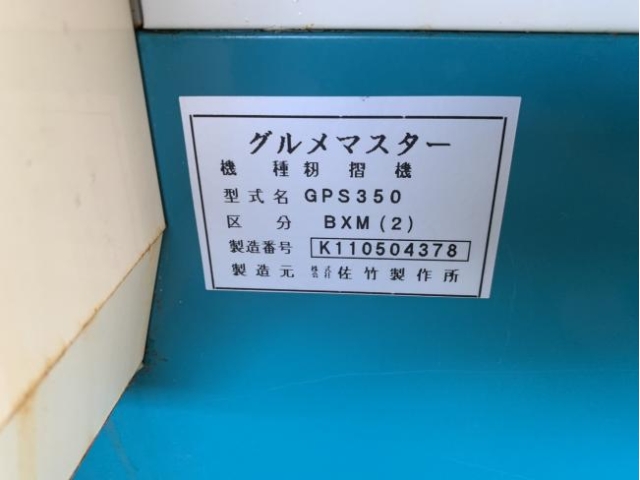 グルメマスター
機種 籾摺機
型式名 GPS350
区分 BXM(2)
製造番号 K110504378
製造元 株式会社 佐竹製作所